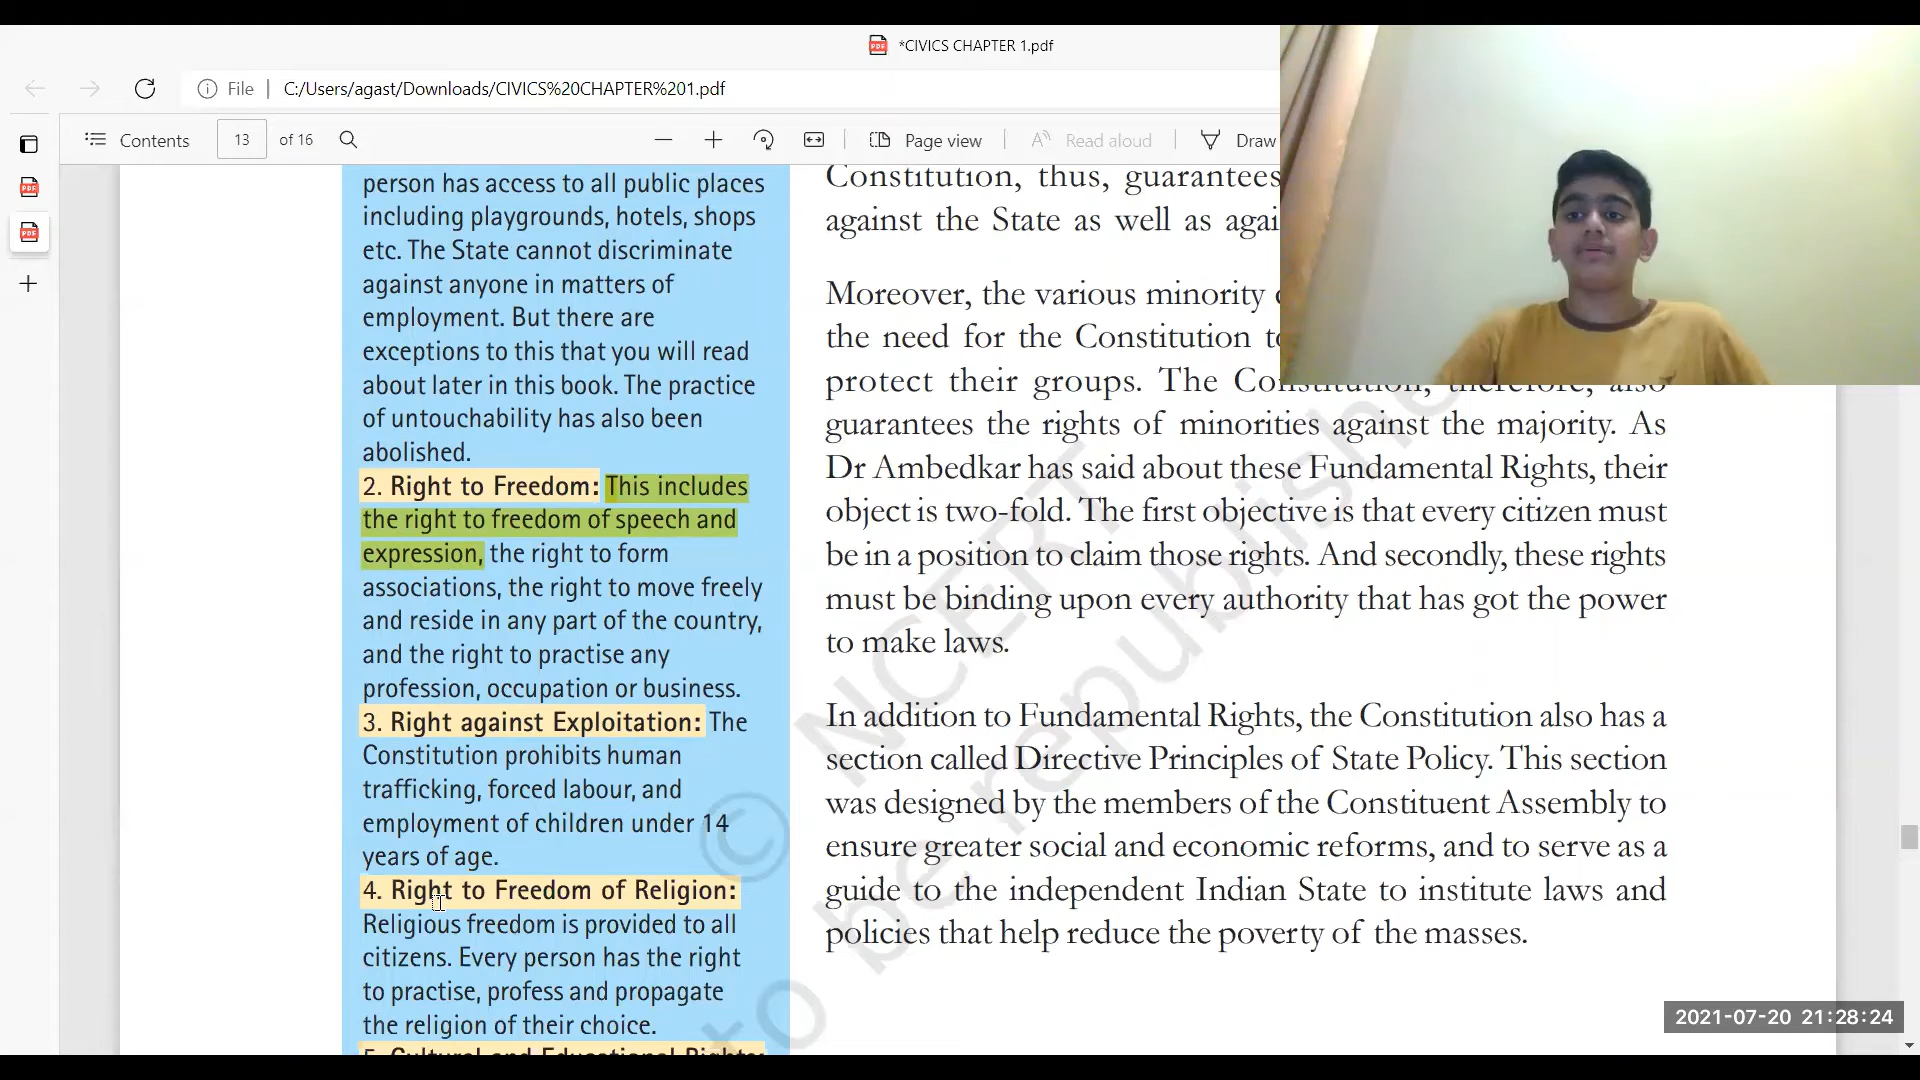 *CIVICS CHAPTER 1.pdf
File | C:/Users/agast/Downloads/CIVICS%20CHAPTER%201.pdf
Contents 13 of 16 Page view Read aloud Draw
person has access to all public places
including playgrounds, hotels, shops
etc. The State cannot discriminate
against anyone in matters of
employment. But there are
exceptions to this that you will read
about later in this book. The practice
of untouchability has also been
abolished.
2. Right to Freedom: This includes
the right to freedom of speech and
expression, the right to form
associations, the right to move freely
and reside in any part of the country,
and the right to practise any
profession, occupation or business.
3. Right against Exploitation: The
Constitution prohibits human
trafficking, forced labour, and
employment of children under 14
years of age.
4. Right to Freedom of Religion:
Religious freedom is provided to all
citizens. Every person has the right
to practise, profess and propagate
the religion of their choice.
5. Cultural and Educational Rights:
Constitution, thus, guarantees
against the State as well as
Moreover, the various minority
the need for the Constitution
protect their groups. The Constitution, therefore, also
guarantees the rights of minorities against the majority. As
Dr Ambedkar has said about these Fundamental Rights, their
object is two-fold. The first objective is that every citizen must
be in a position to claim those rights. And secondly, these rights
must be binding upon every authority that has got the power
to make laws.
In addition to Fundamental Rights, the Constitution also has a
section called Directive Principles of State Policy. This section
was designed by the members of the Constituent Assembly to
ensure greater social and economic reforms, and to serve as a
guide to the independent Indian State to institute laws and
policies that help reduce the poverty of the masses.
© NCERT
to be republished
2021-07-20 21:28:24